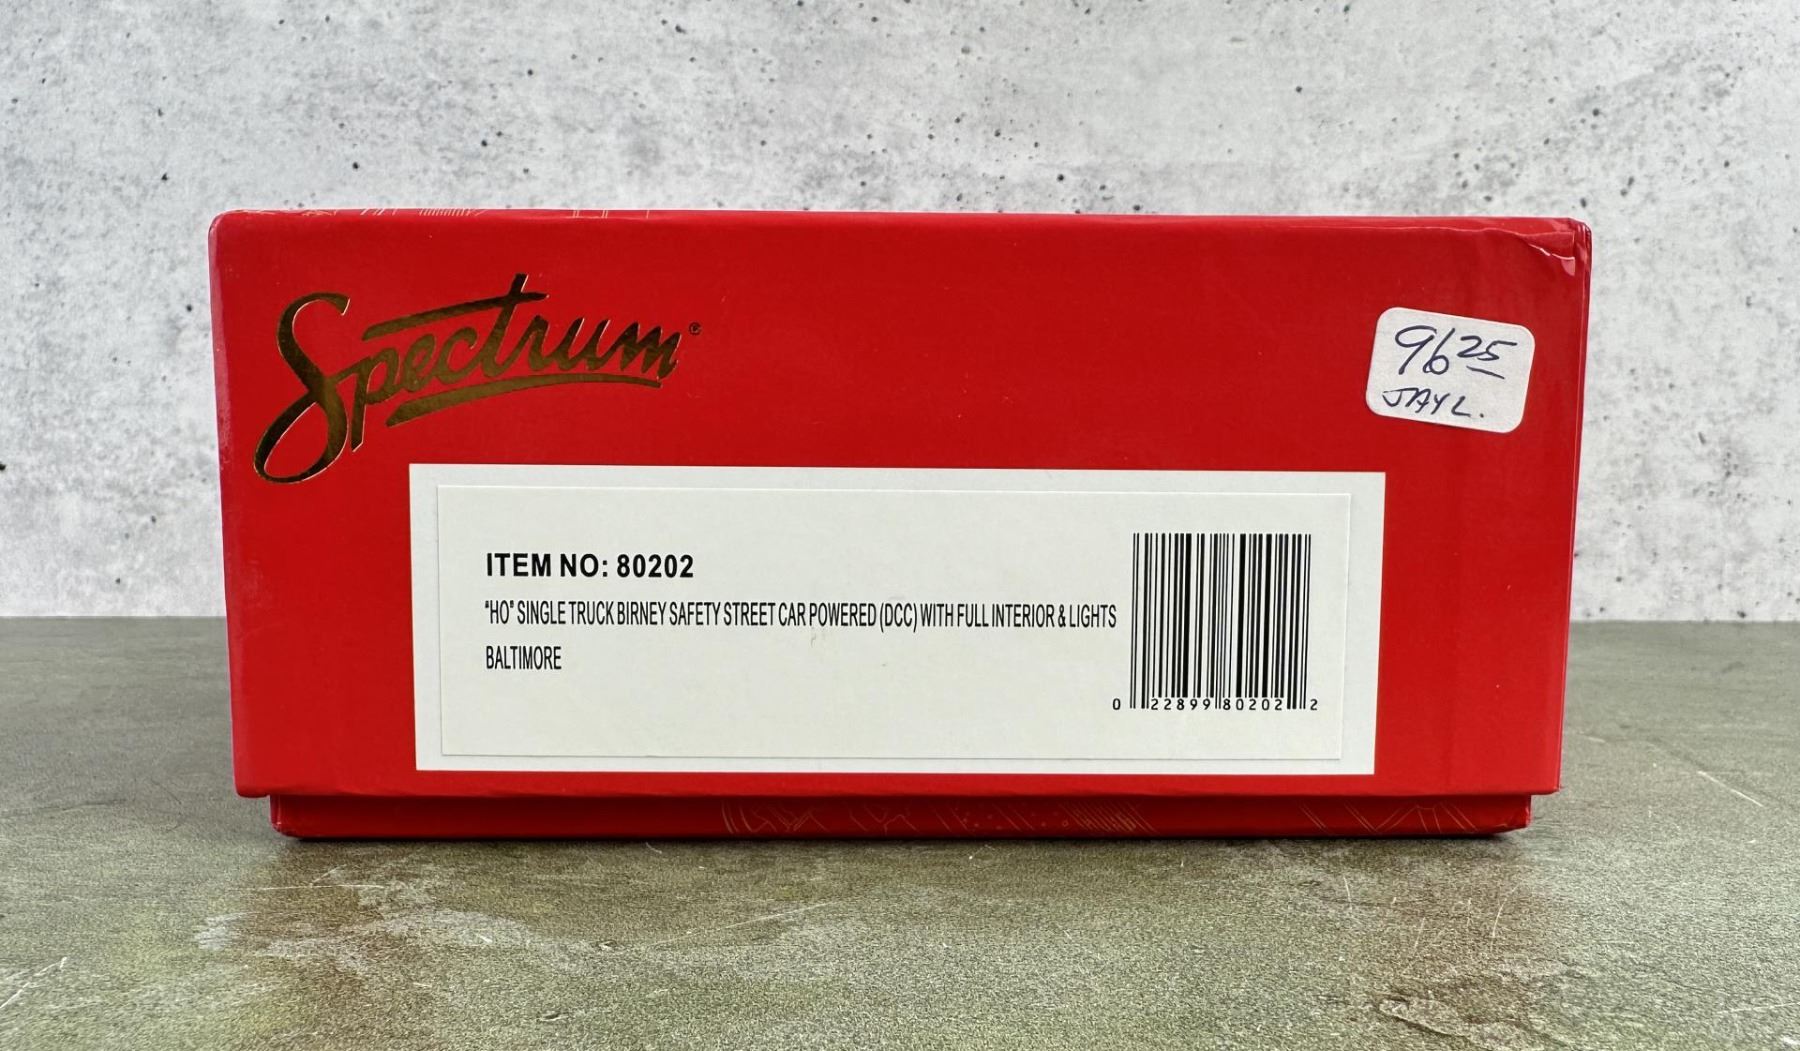 Spectrum®
96 25
JAY L.
ITEM NO: 80202
"HO" SINGLE TRUCK BIRNEY SAFETY STREET CAR POWERED (DCC) WITH FULL INTERIOR & LIGHTS
BALTIMORE
0 22899 80202 2